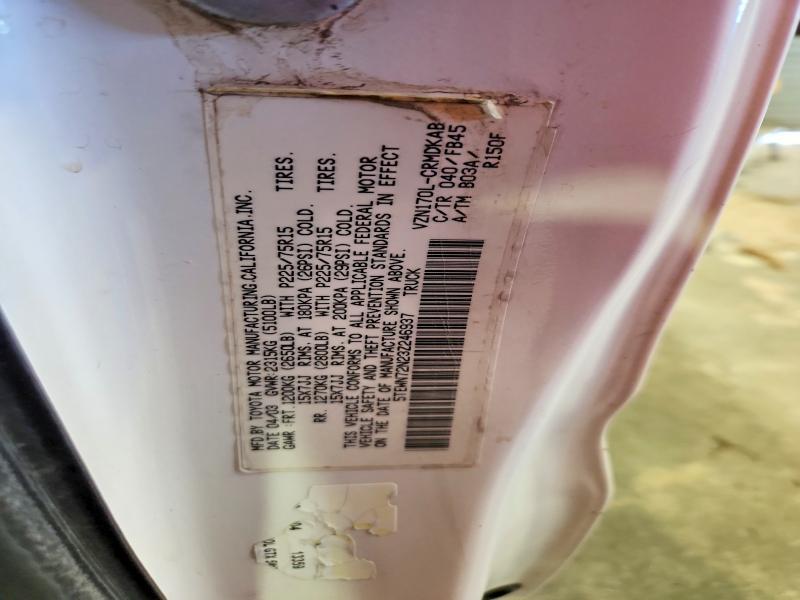 MFD.BY TOYOTA MOTOR MANUFACTURING.CALIFORNIA.INC.
DATE 04/03 GVWR 2315KG (5100LB)
GAWR :FRT.1200KG (2650LB) WITH P225/75R15 TIRES.
15X7JJ RIMS. AT 180KPA (26PSI) COLD.
RR. 1270KG (2800LB) WITH P225/75R15 TIRES.
15X7JJ RIMS. AT 200KPA (29PSI) COLD.
THIS VEHICLE CONFORMS TO ALL APPLICABLE FEDERAL MOTOR
VEHICLE SAFETY AND THEFT PREVENTION STANDARDS IN EFFECT
ON THE DATE OF MANUFACTURE SHOWN ABOVE.
5TEWN72N23Z246937 TRUCK
VZN170L-CRMDKAB
C/TR 040/FB45
A/TM B03A/
R150F
04
13359